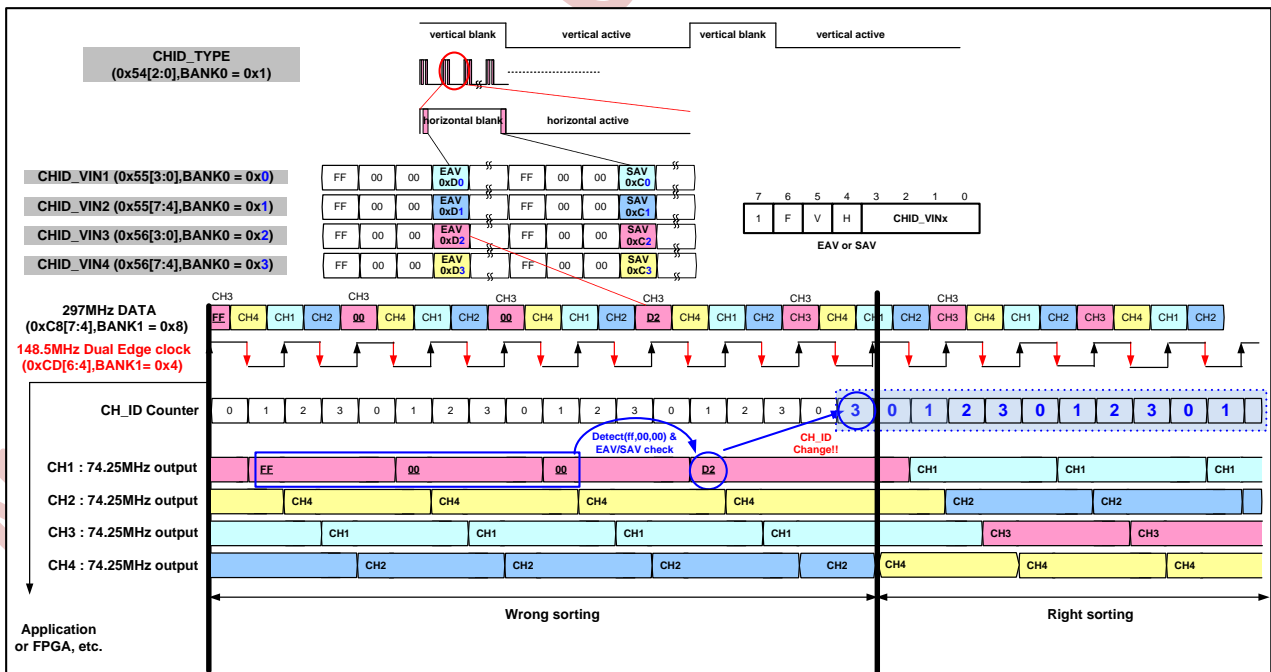 vertical blank vertical active vertical blank vertical active
CHID_TYPE
(0x54[2:0],BANK0 = 0x1)
horizontal blank horizontal active
CHID_VIN1 (0x55[3:0],BANK0 = 0x0) FF 00 00 EAV 0xD0 FF 00 00 SAV 0xC0
CHID_VIN2 (0x55[7:4],BANK0 = 0x1) FF 00 00 EAV 0xD1 FF 00 00 SAV 0xC1
CHID_VIN3 (0x56[3:0],BANK0 = 0x2) FF 00 00 EAV 0xD2 FF 00 00 SAV 0xC2
CHID_VIN4 (0x56[7:4],BANK0 = 0x3) FF 00 00 EAV 0xD3 FF 00 00 SAV 0xC3
7 6 5 4 3 2 1 0
1 F V H CHID_VINx
EAV or SAV
CH3 CH3 CH3 CH3 CH3 CH3
297MHz DATA
(0xC8[7:4],BANK1 = 0x8)
FF CH4 CH1 CH2 00 CH4 CH1 CH2 00 CH4 CH1 CH2 D2 CH4 CH1 CH2 CH3 CH4 CH1 CH2 CH3 CH4 CH1 CH2 CH3 CH4 CH1 CH2
148.5MHz Dual Edge clock
(0xCD[6:4],BANK1= 0x4)
CH_ID Counter 0 1 2 3 0 1 2 3 0 1 2 3 0 1 2 3 0 3 0 1 2 3 0 1 2 3 0 1
Detect(ff,00,00) &
EAV/SAV check
CH_ID
Change!!
CH1 : 74.25MHz output FF 00 00 D2 CH1 CH1 CH1
CH2 : 74.25MHz output CH4 CH4 CH4 CH4 CH2 CH2
CH3 : 74.25MHz output CH1 CH1 CH1 CH1 CH3 CH3
CH4 : 74.25MHz output CH2 CH2 CH2 CH2 CH4 CH4 CH4
Wrong sorting Right sorting
Application
or FPGA, etc.